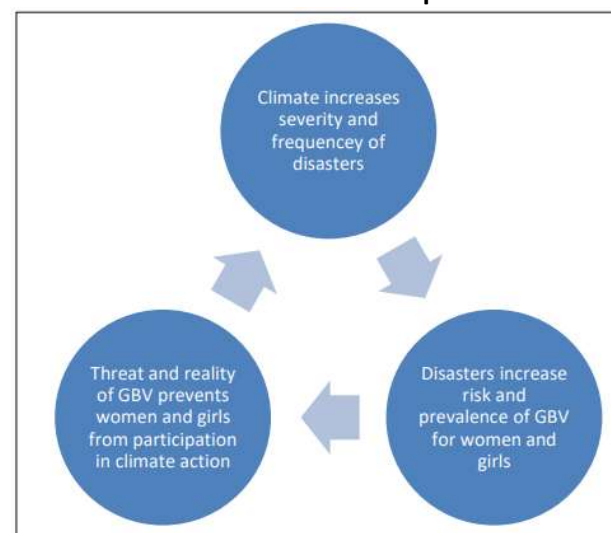 Climate increases
severity and
frequencey of
disasters
Disasters increase
risk and
prevalence of GBV
for women and
girls
Threat and reality
of GBV prevents
women and girls
from participation
in climate action